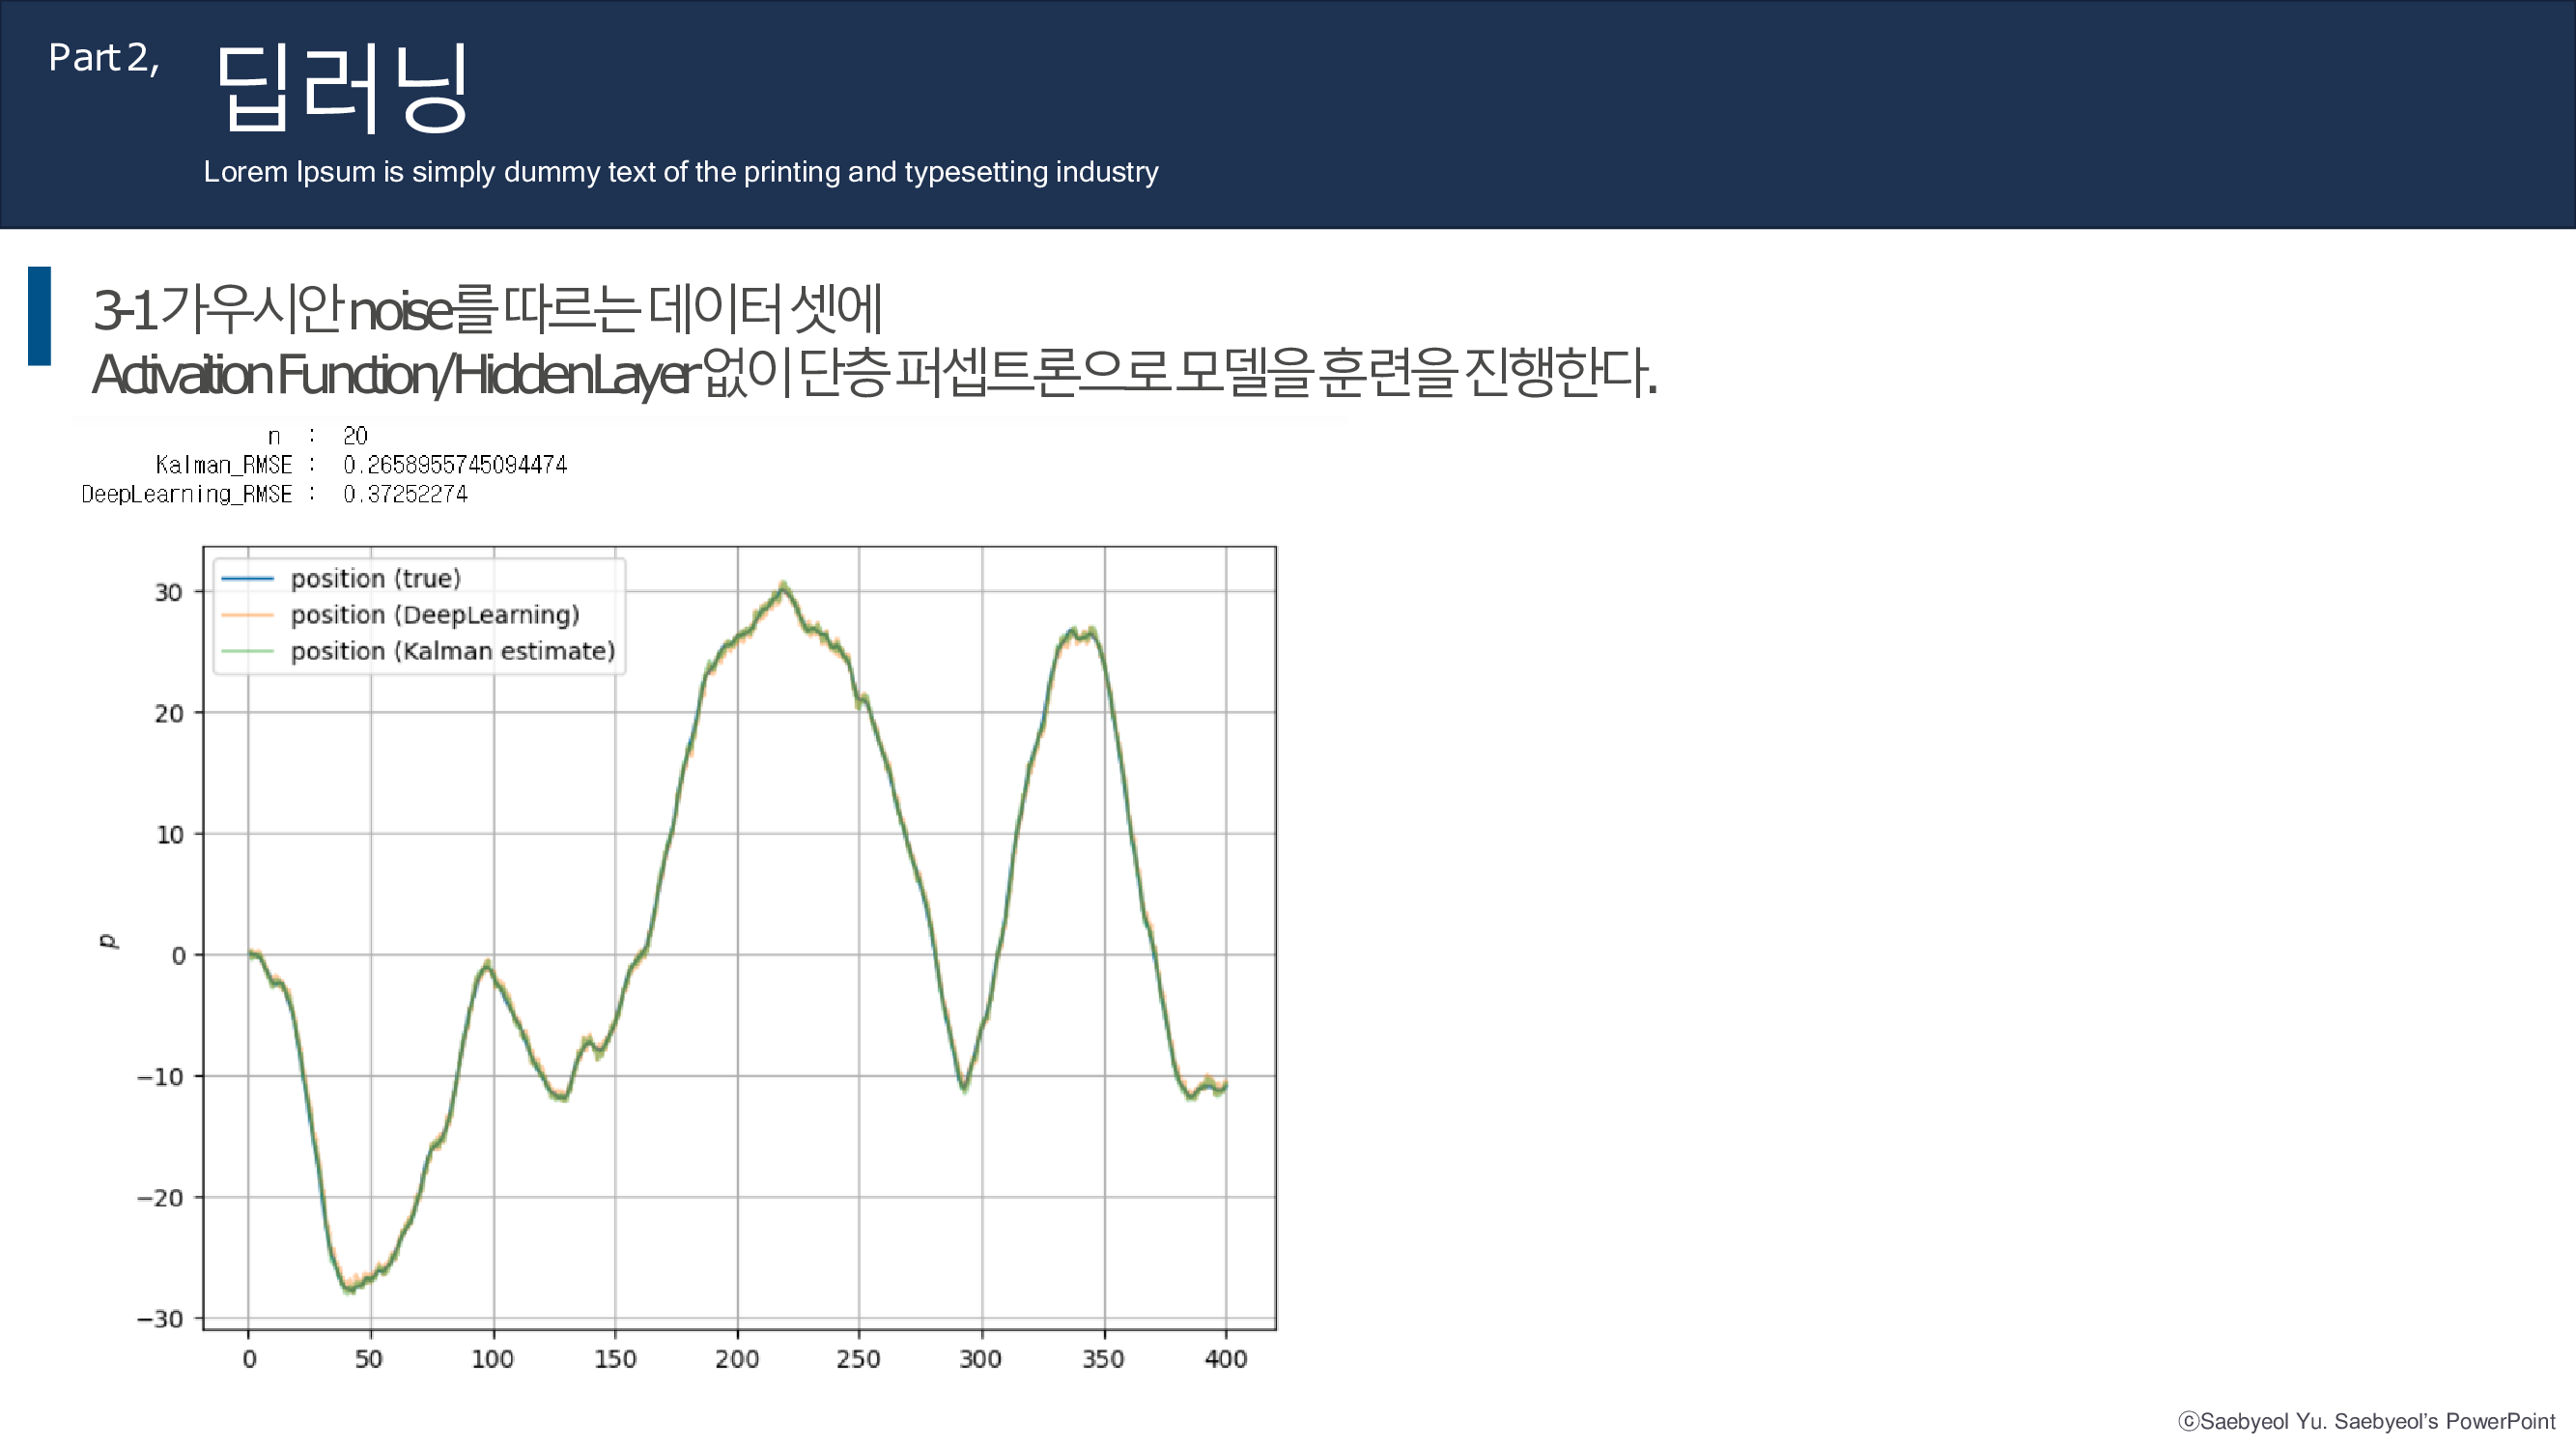 Part 2,
딥러닝
Lorem Ipsum is simply dummy text of the printing and typesetting industry
3-1 가우시안 noise를 따르는 데이터 셋에
Activaition Function/Hidden Layer 없이 단층 퍼셉트론으로 모델을 훈련을 진행한다.
n : 20
Kalman_RMSE : 0.2658955745094474
DeepLearning_RMSE : 0.37252274
position (true)
position (DeepLearning)
position (Kalman estimate)
30
20
10
0
−10
−20
−30
p
0 50 100 150 200 250 300 350 400
ⓒSaebyeol Yu. Saebyeol’s PowerPoint